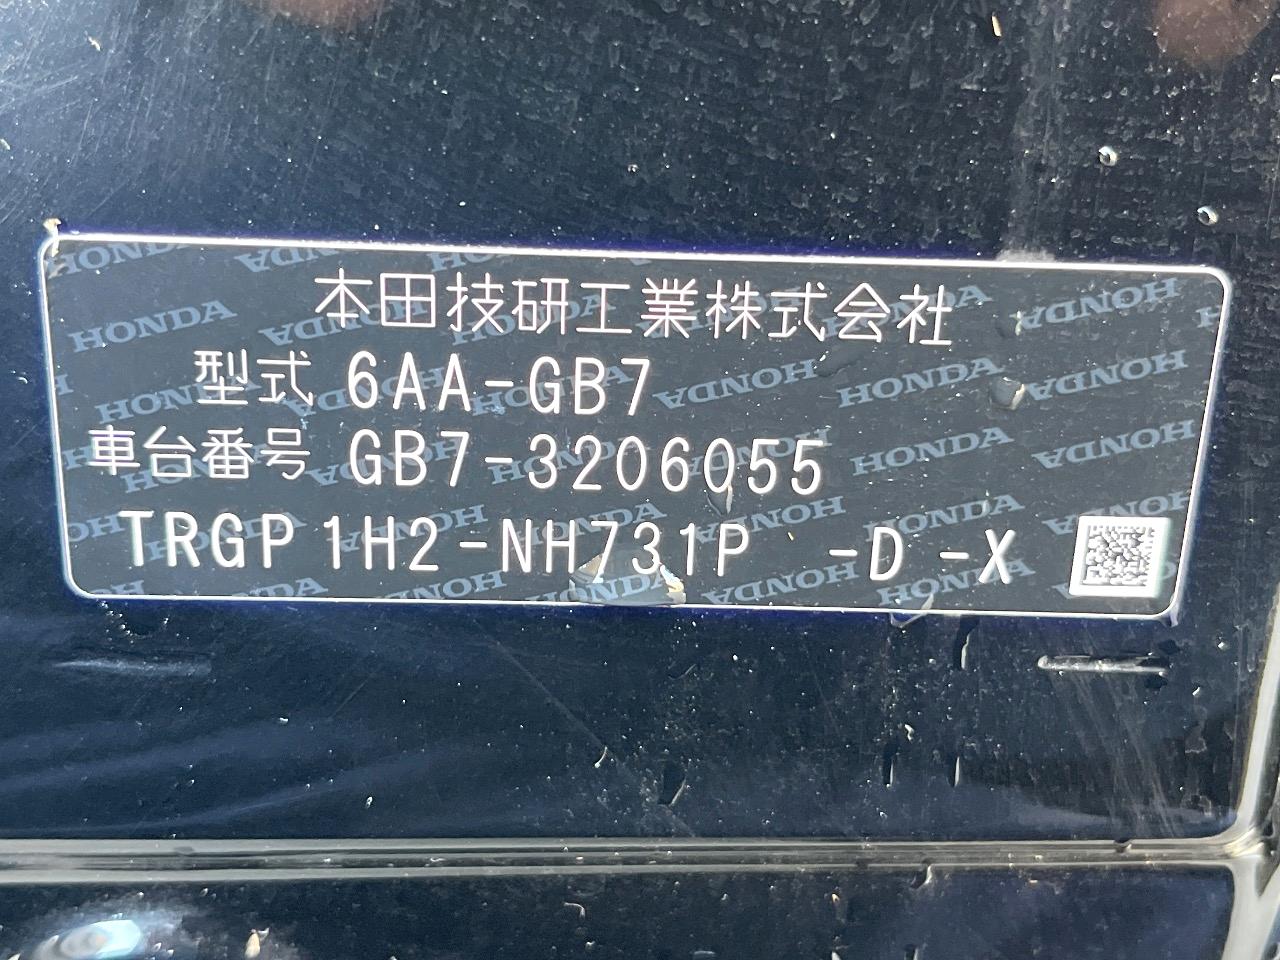 本田技研工業株式会社
型式 6AA-GB7
車台番号 GB7-3206055
TRGP 1H2-NH731P -D -X